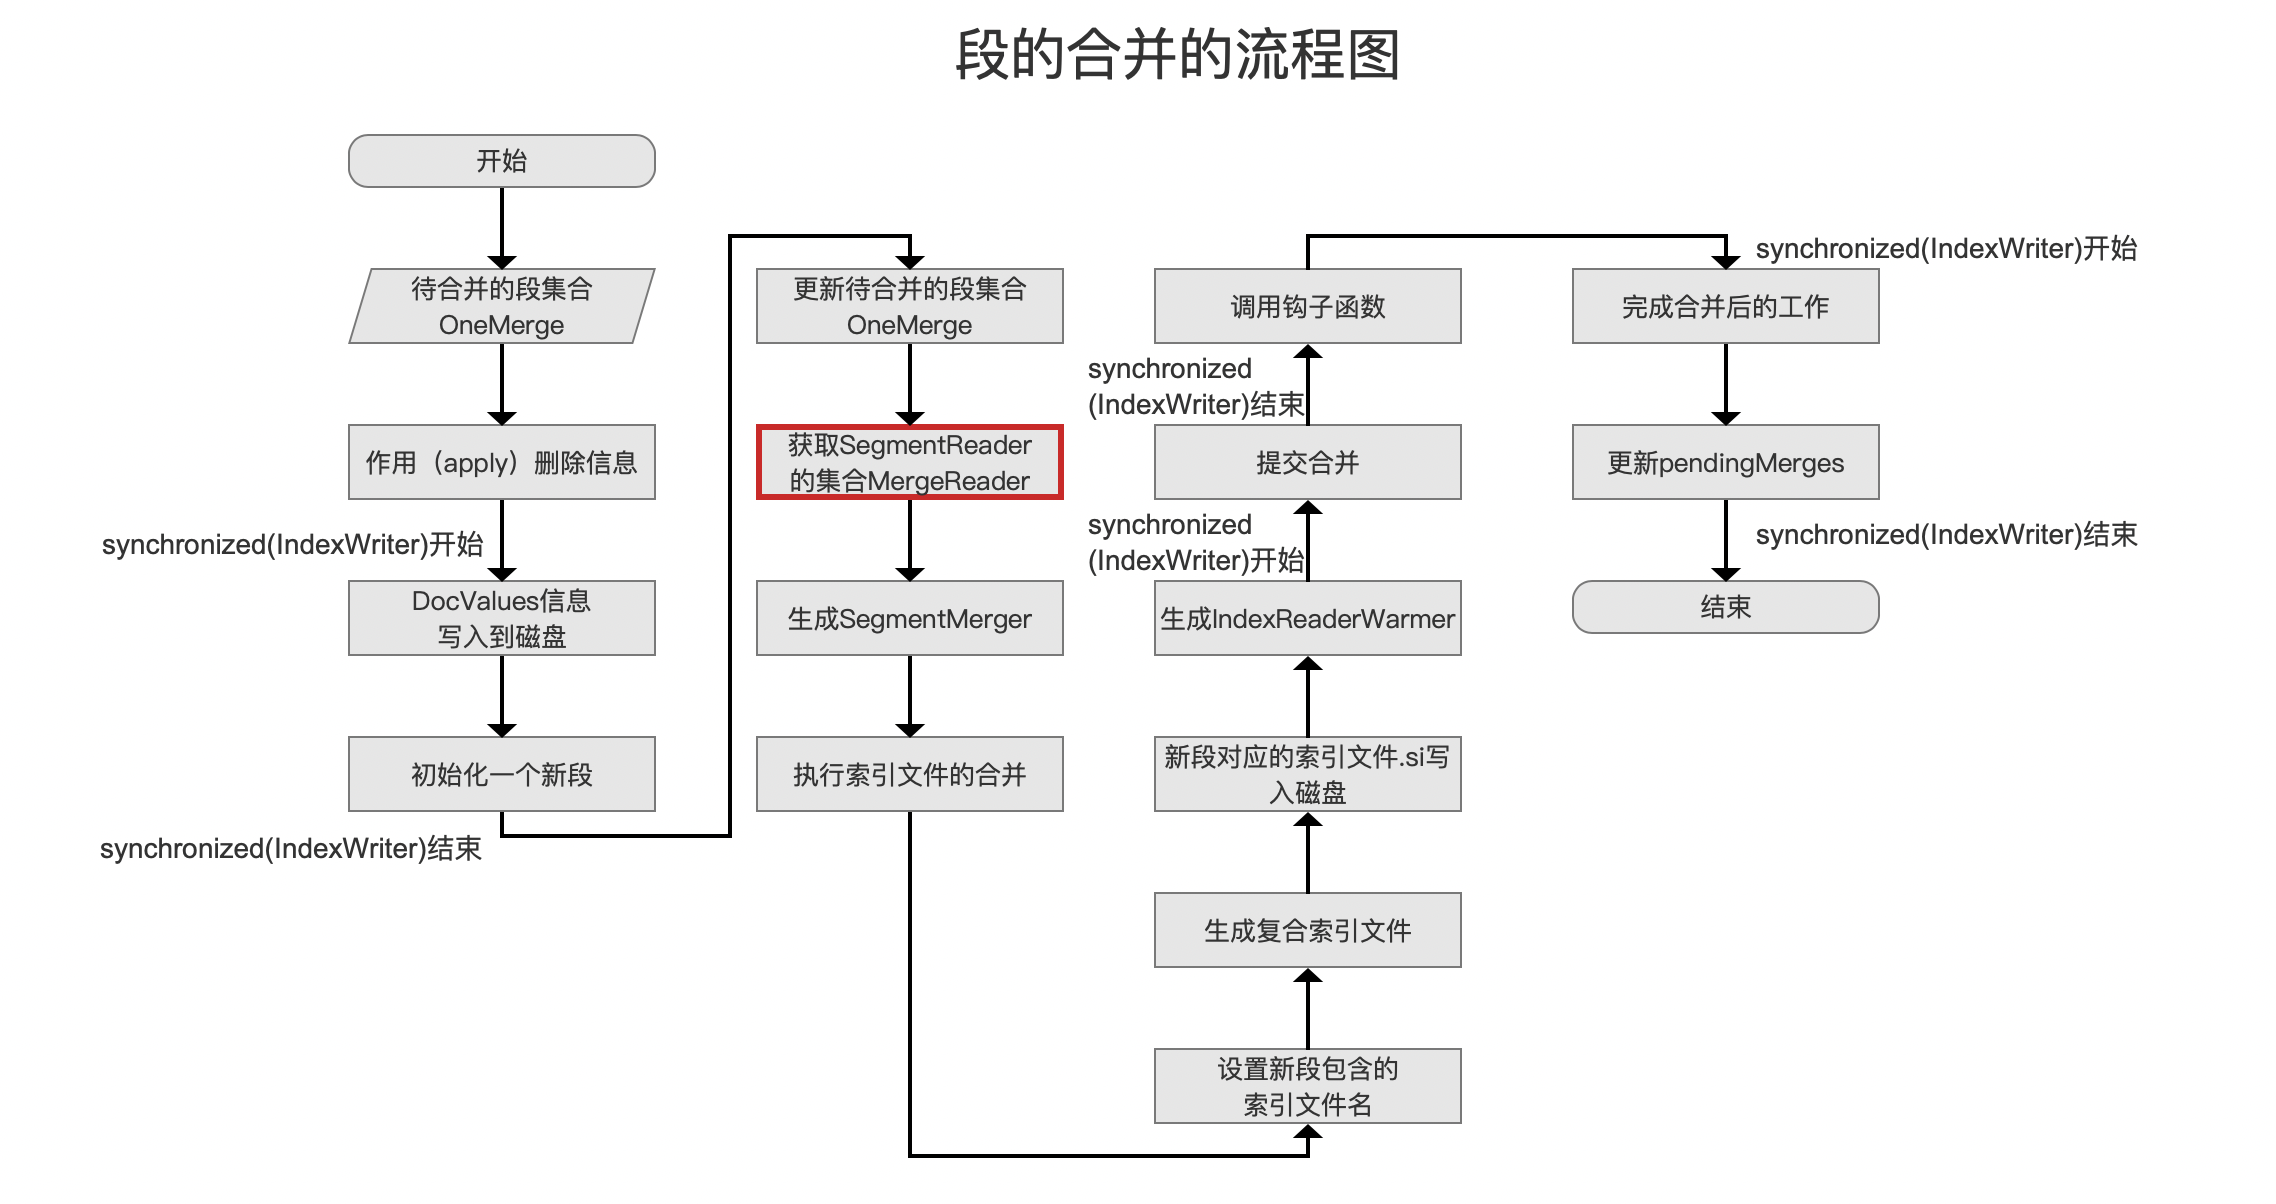 段的合并的流程图
开始
待合并的段集合
OneMerge
作用（apply）删除信息
synchronized(IndexWriter)开始
DocValues信息
写入到磁盘
初始化一个新段
synchronized(IndexWriter)结束
更新待合并的段集合
OneMerge
获取SegmentReader
的集合MergeReader
生成SegmentMerger
执行索引文件的合并
设置新段包含的
索引文件名
生成复合索引文件
新段对应的索引文件.si写
入磁盘
生成IndexReaderWarmer
synchronized
(IndexWriter)开始
提交合并
synchronized
(IndexWriter)结束
调用钩子函数
synchronized(IndexWriter)开始
完成合并后的工作
更新pendingMerges
synchronized(IndexWriter)结束
结束